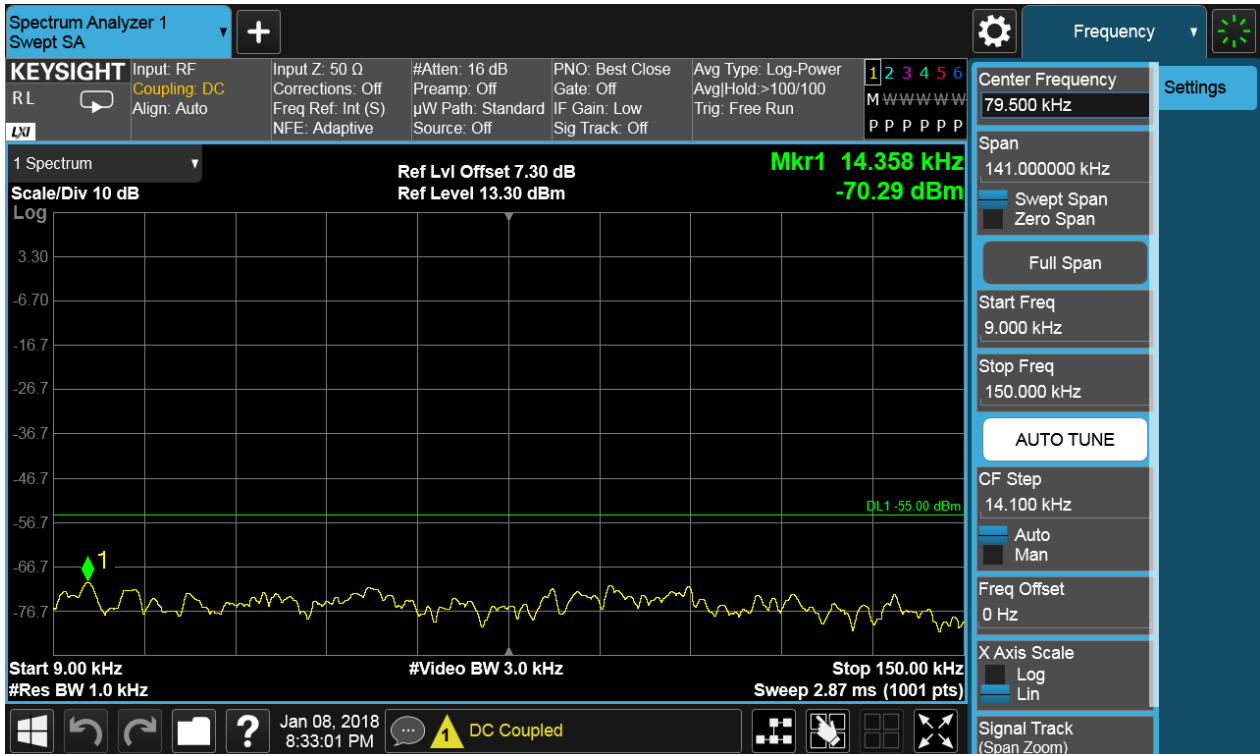 Spectrum Analyzer 1
Swept SA
+
Frequency
KEYSIGHT
R L
LXI
Input: RF
Coupling: DC
Align: Auto
Input Z: 50 Ω
Corrections: Off
Freq Ref: Int (S)
NFE: Adaptive
#Atten: 16 dB
Preamp: Off
µW Path: Standard
Source: Off
PNO: Best Close
Gate: Off
IF Gain: Low
Sig Track: Off
Avg Type: Log-Power
Avg|Hold:>100/100
Trig: Free Run
1 2 3 4 5 6
M W W W W W
P P P P P P
1 Spectrum
Scale/Div 10 dB
Log
Ref Lvl Offset 7.30 dB
Ref Level 13.30 dBm
Mkr1 14.358 kHz
-70.29 dBm
3.30
-6.70
-16.7
-26.7
-36.7
-46.7
-56.7
-66.7
-76.7
DL1 -55.00 dBm
1
Start 9.00 kHz
#Res BW 1.0 kHz
#Video BW 3.0 kHz
Stop 150.00 kHz
Sweep 2.87 ms (1001 pts)
Center Frequency
79.500 kHz
Span
141.000000 kHz
Swept Span
Zero Span
Full Span
Start Freq
9.000 kHz
Stop Freq
150.000 kHz
AUTO TUNE
CF Step
14.100 kHz
Auto
Man
Freq Offset
0 Hz
X Axis Scale
Log
Lin
Signal Track
(Span Zoom)
Settings
?
Jan 08, 2018
8:33:01 PM
1
DC Coupled